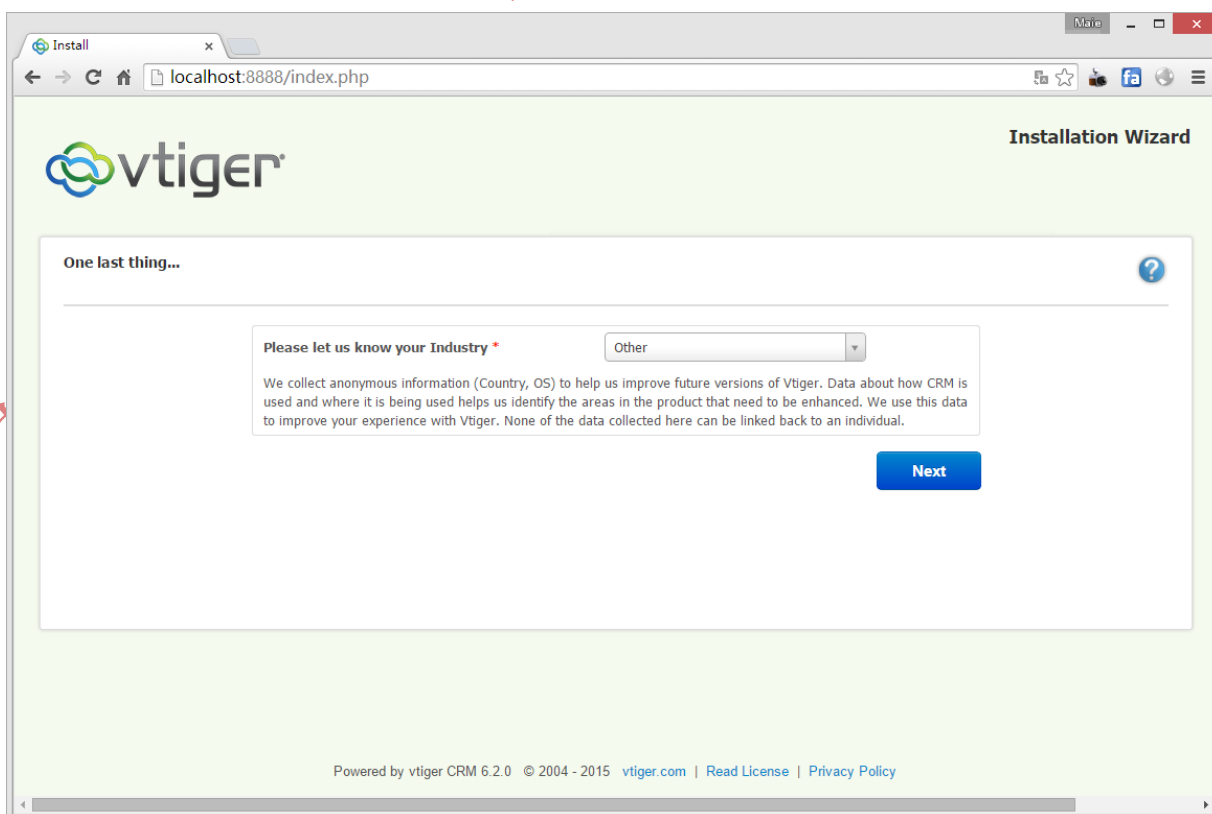 Maie
Install
localhost:8888/index.php
Installation Wizard
vtiger
One last thing...
?
Please let us know your Industry * Other
We collect anonymous information (Country, OS) to help us improve future versions of Vtiger. Data about how CRM is
used and where it is being used helps us identify the areas in the product that need to be enhanced. We use this data
to improve your experience with Vtiger. None of the data collected here can be linked back to an individual.
Next
Powered by vtiger CRM 6.2.0 © 2004 - 2015 vtiger.com | Read License | Privacy Policy